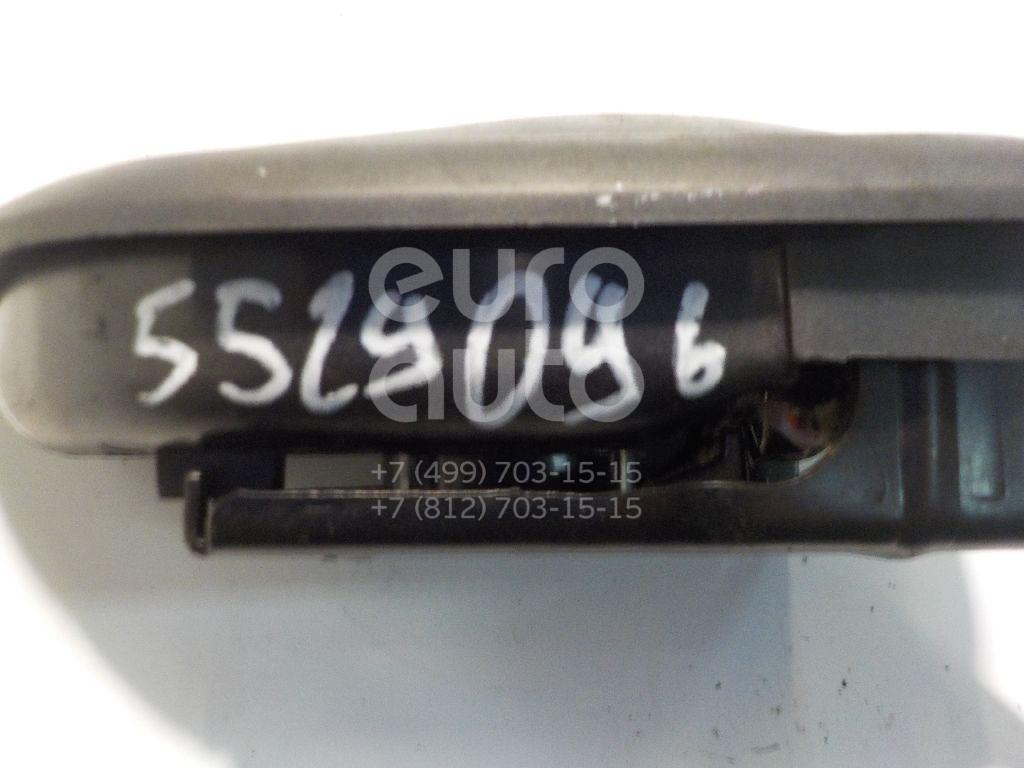 5529096
euro
auto
+7 (499) 703-15-15
+7 (812) 703-15-15